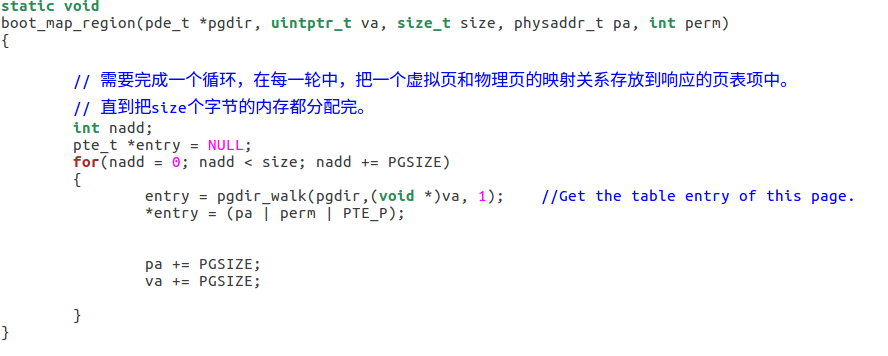 static void
boot_map_region(pde_t *pgdir, uintptr_t va, size_t size, physaddr_t pa, int perm)
{
// 需要完成一个循环，在每一轮中，把一个虚拟页和物理页的映射关系存放到响应的页表项中。
// 直到把size个字节的内存都分配完。
int nadd;
pte_t *entry = NULL;
for(nadd = 0; nadd < size; nadd += PGSIZE)
{
entry = pgdir_walk(pgdir,(void *)va, 1); //Get the table entry of this page.
*entry = (pa | perm | PTE_P);
pa += PGSIZE;
va += PGSIZE;
}
}